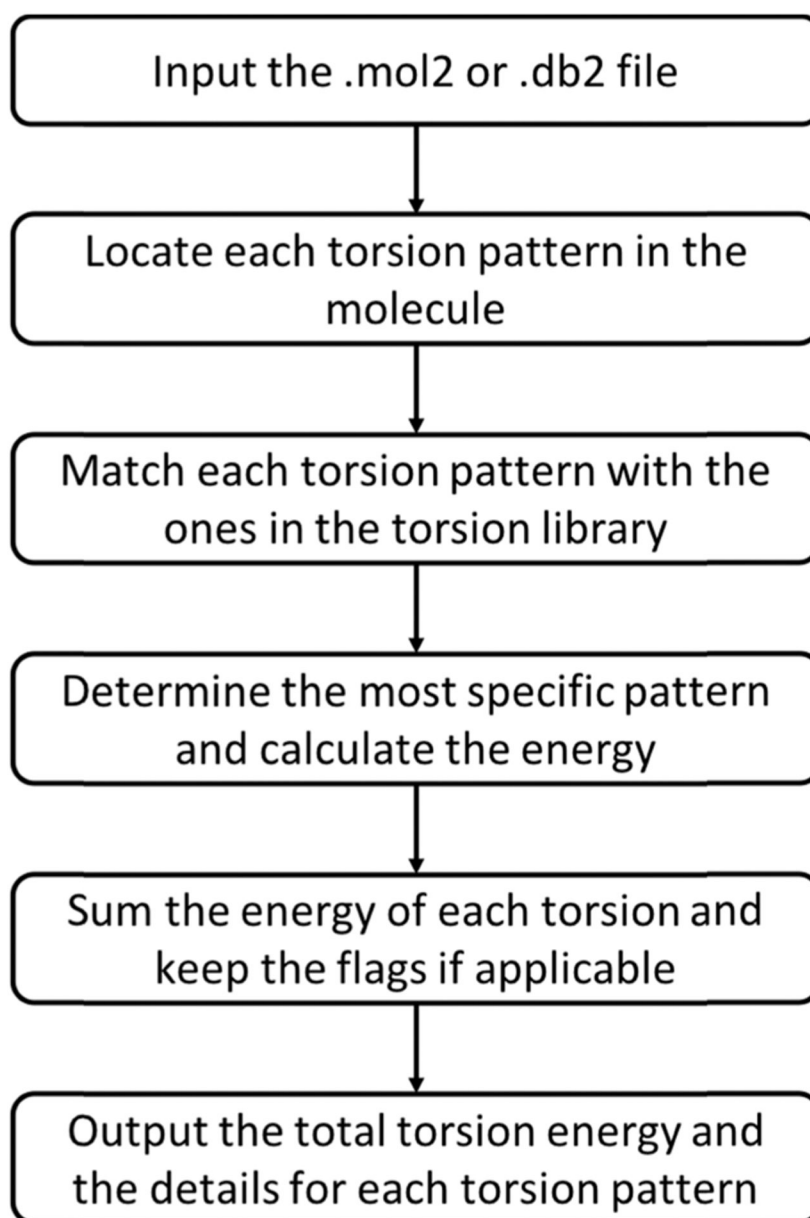 Input the .mol2 or .db2 file
Locate each torsion pattern in the
molecule
Match each torsion pattern with the
ones in the torsion library
Determine the most specific pattern
and calculate the energy
Sum the energy of each torsion and
keep the flags if applicable
Output the total torsion energy and
the details for each torsion pattern